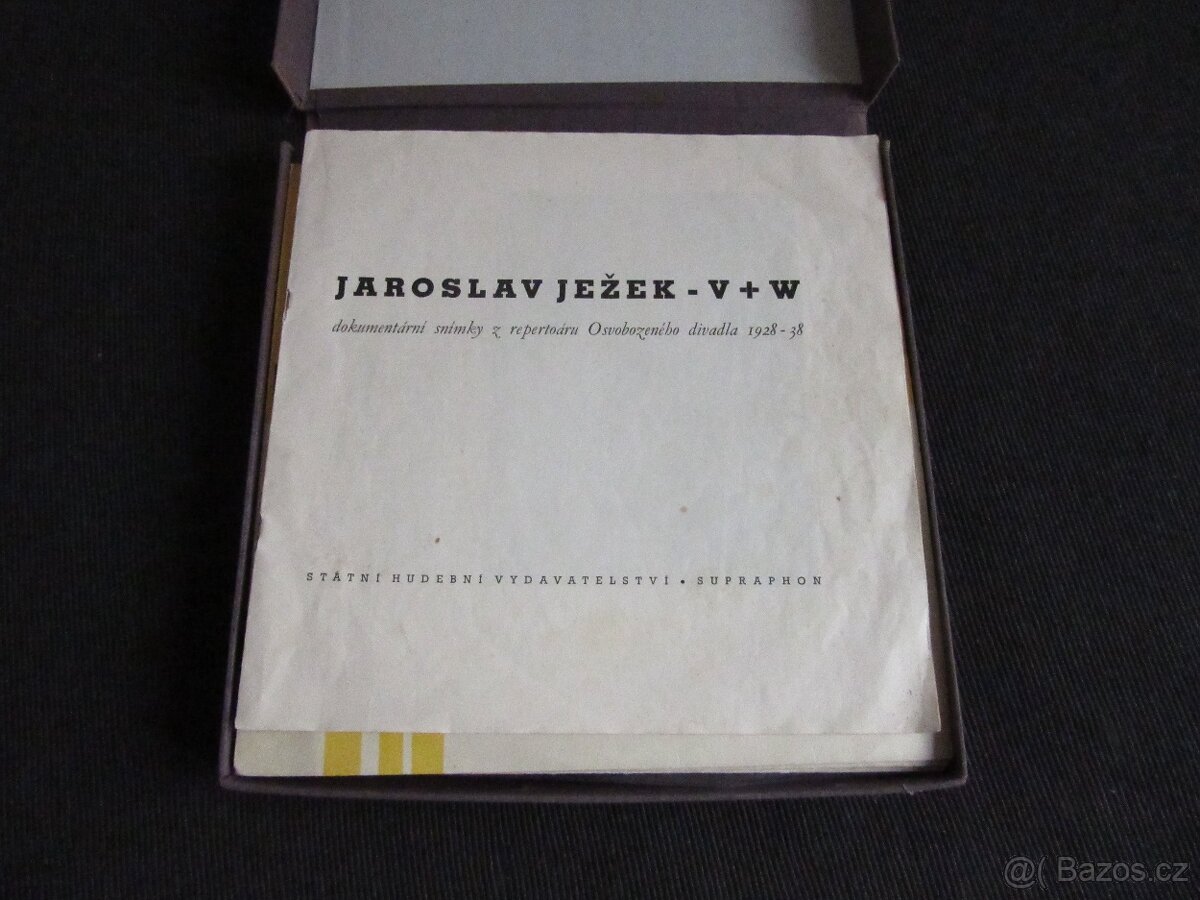 JAROSLAV JEŽEK - V + W
dokumentární snímky z repertoáru Osvobozeného divadla 1928 - 38
STÁTNÍ HUDEBNÍ VYDAVATELSTVÍ • SUPRAPHON
@( Bazos.cz